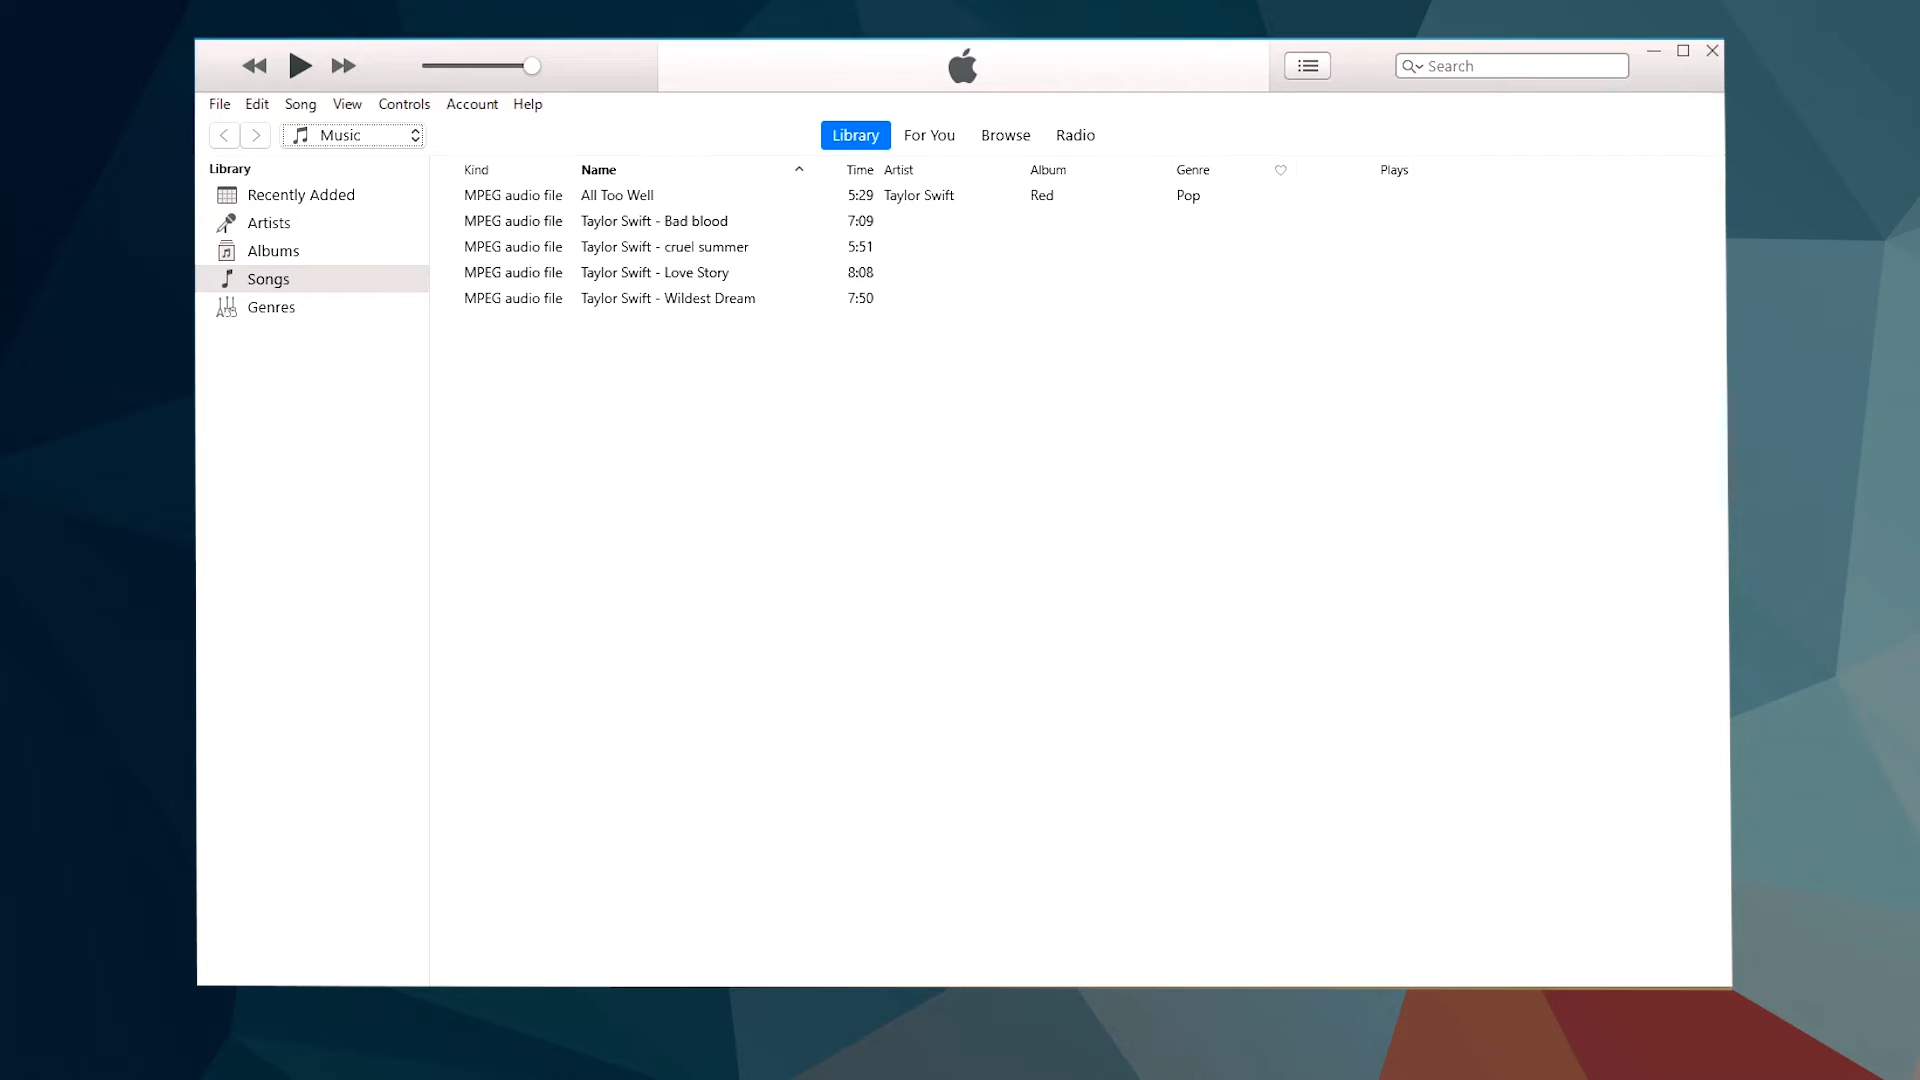 Search
File Edit Song View Controls Account Help
Music Library For You Browse Radio
Library
Recently Added
Artists
Albums
Songs
Genres
Kind Name Time Artist Album Genre Plays
MPEG audio file All Too Well 5:29 Taylor Swift Red Pop
MPEG audio file Taylor Swift - Bad blood 7:09
MPEG audio file Taylor Swift - cruel summer 5:51
MPEG audio file Taylor Swift - Love Story 8:08
MPEG audio file Taylor Swift - Wildest Dream 7:50